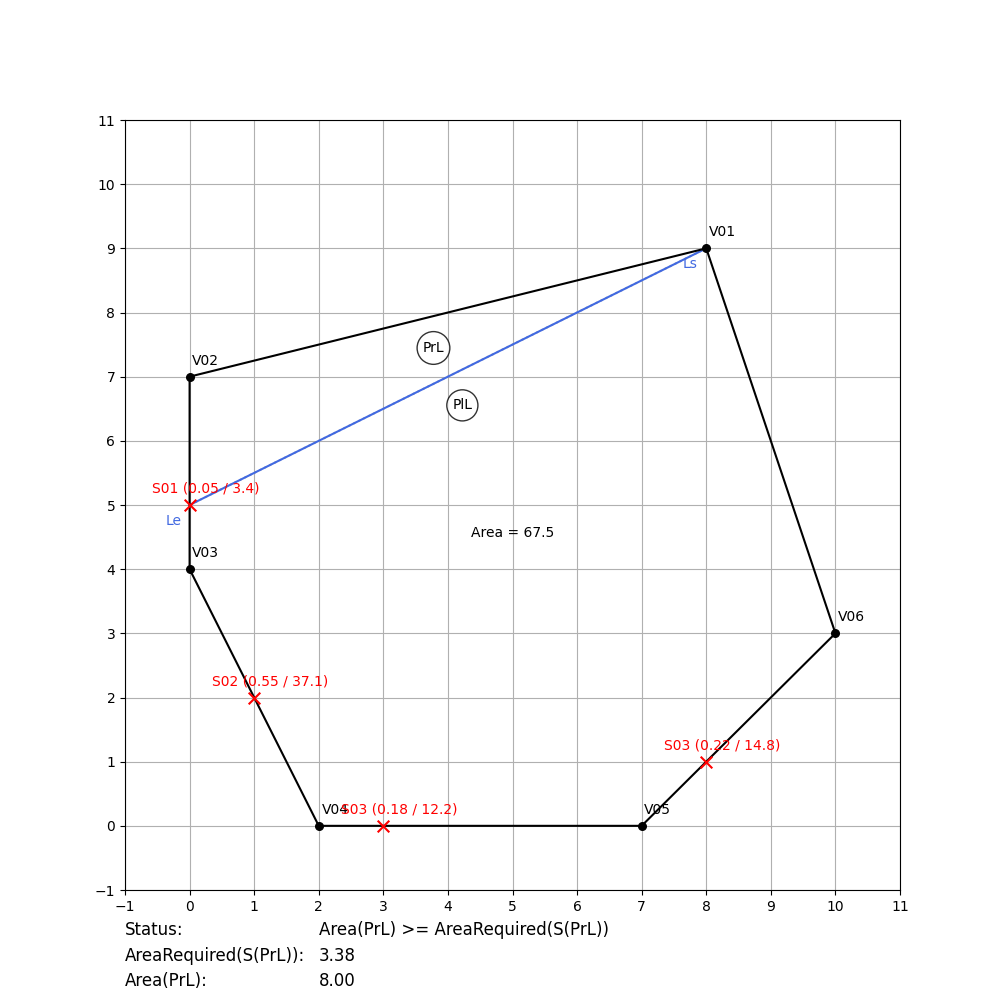 11
10
9
8
7
6
5
4
3
2
1
0
−1
−1 0 1 2 3 4 5 6 7 8 9 10 11
V01
Ls
PrL
V02
PlL
S01 (0.05 / 3.4)
Le
Area = 67.5
V03
V06
S02 (0.55 / 37.1)
S03 (0.22 / 14.8)
V04
S03 (0.18 / 12.2)
V05
Status: Area(PrL) >= AreaRequired(S(PrL))
AreaRequired(S(PrL)): 3.38
Area(PrL): 8.00